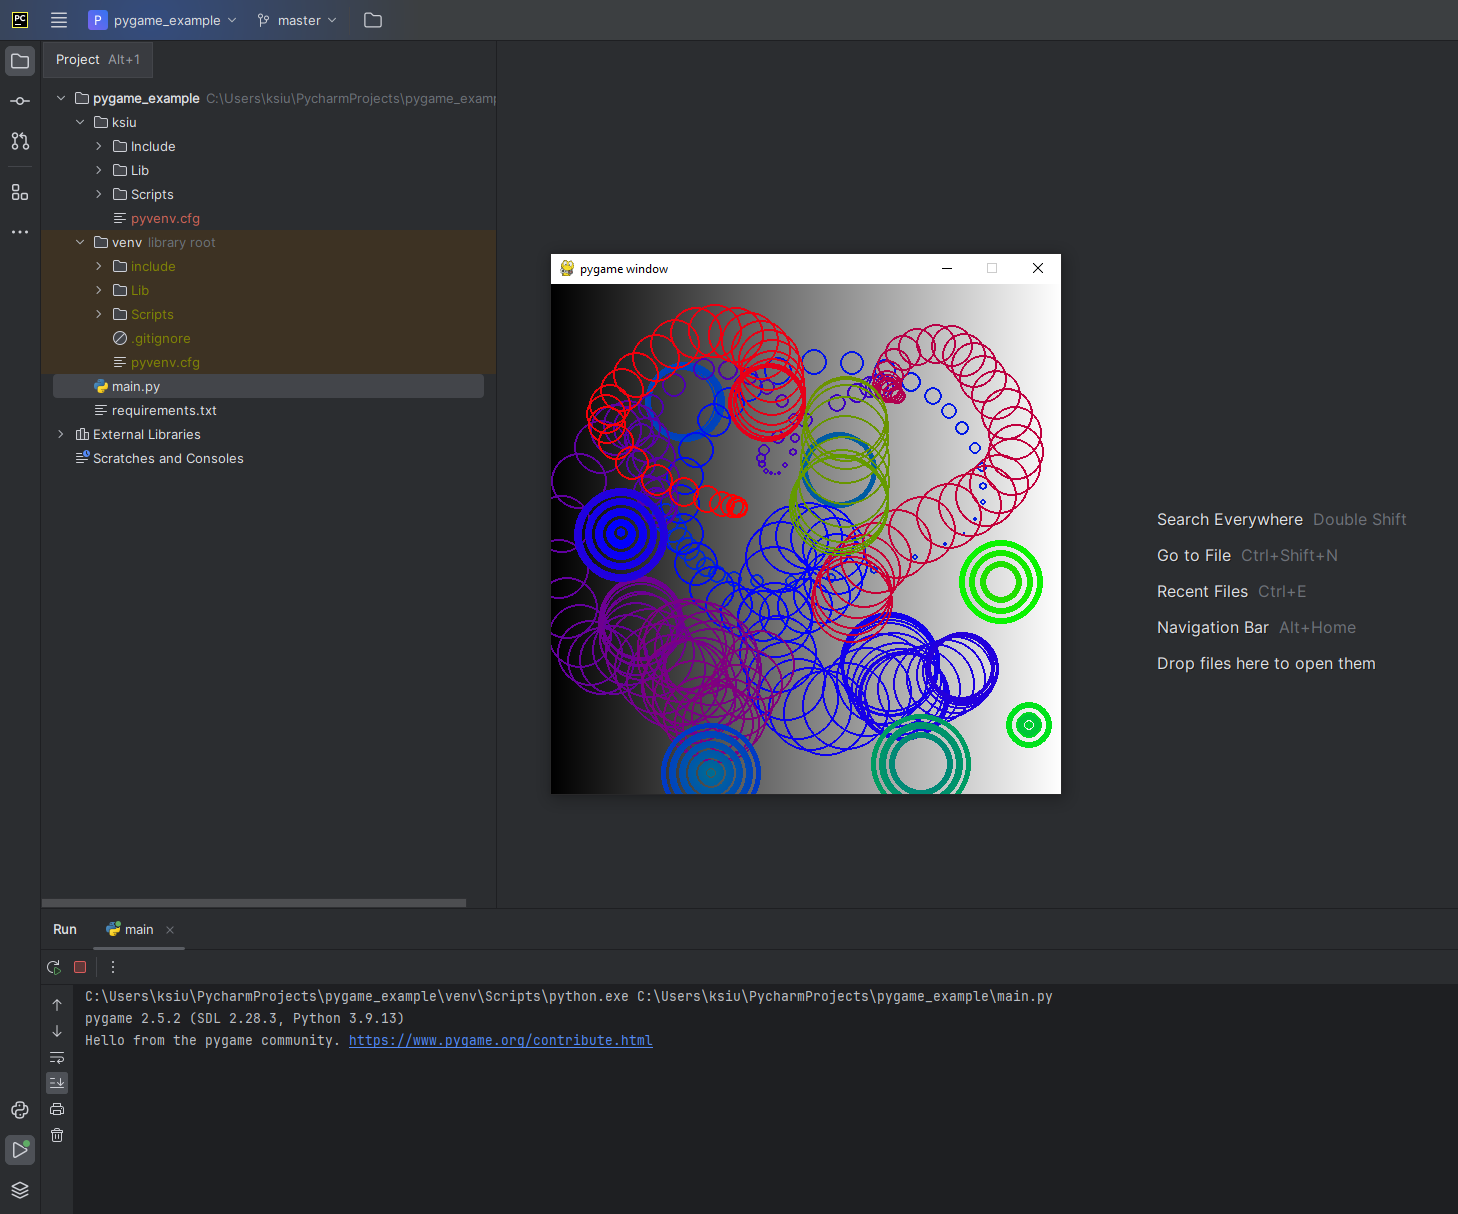 PC
P pygame_example master
Project Alt+1
pygame_example C:\Users\ksiu\PycharmProjects\pygame_examp
ksiu
Include
Lib
Scripts
pyvenv.cfg
venv library root
include
Lib
Scripts
.gitignore
pyvenv.cfg
main.py
requirements.txt
External Libraries
Scratches and Consoles
pygame window
Search Everywhere Double Shift
Go to File Ctrl+Shift+N
Recent Files Ctrl+E
Navigation Bar Alt+Home
Drop files here to open them
Run main
C:\Users\ksiu\PycharmProjects\pygame_example\venv\Scripts\python.exe C:\Users\ksiu\PycharmProjects\pygame_example\main.py
pygame 2.5.2 (SDL 2.28.3, Python 3.9.13)
Hello from the pygame community. https://www.pygame.org/contribute.html